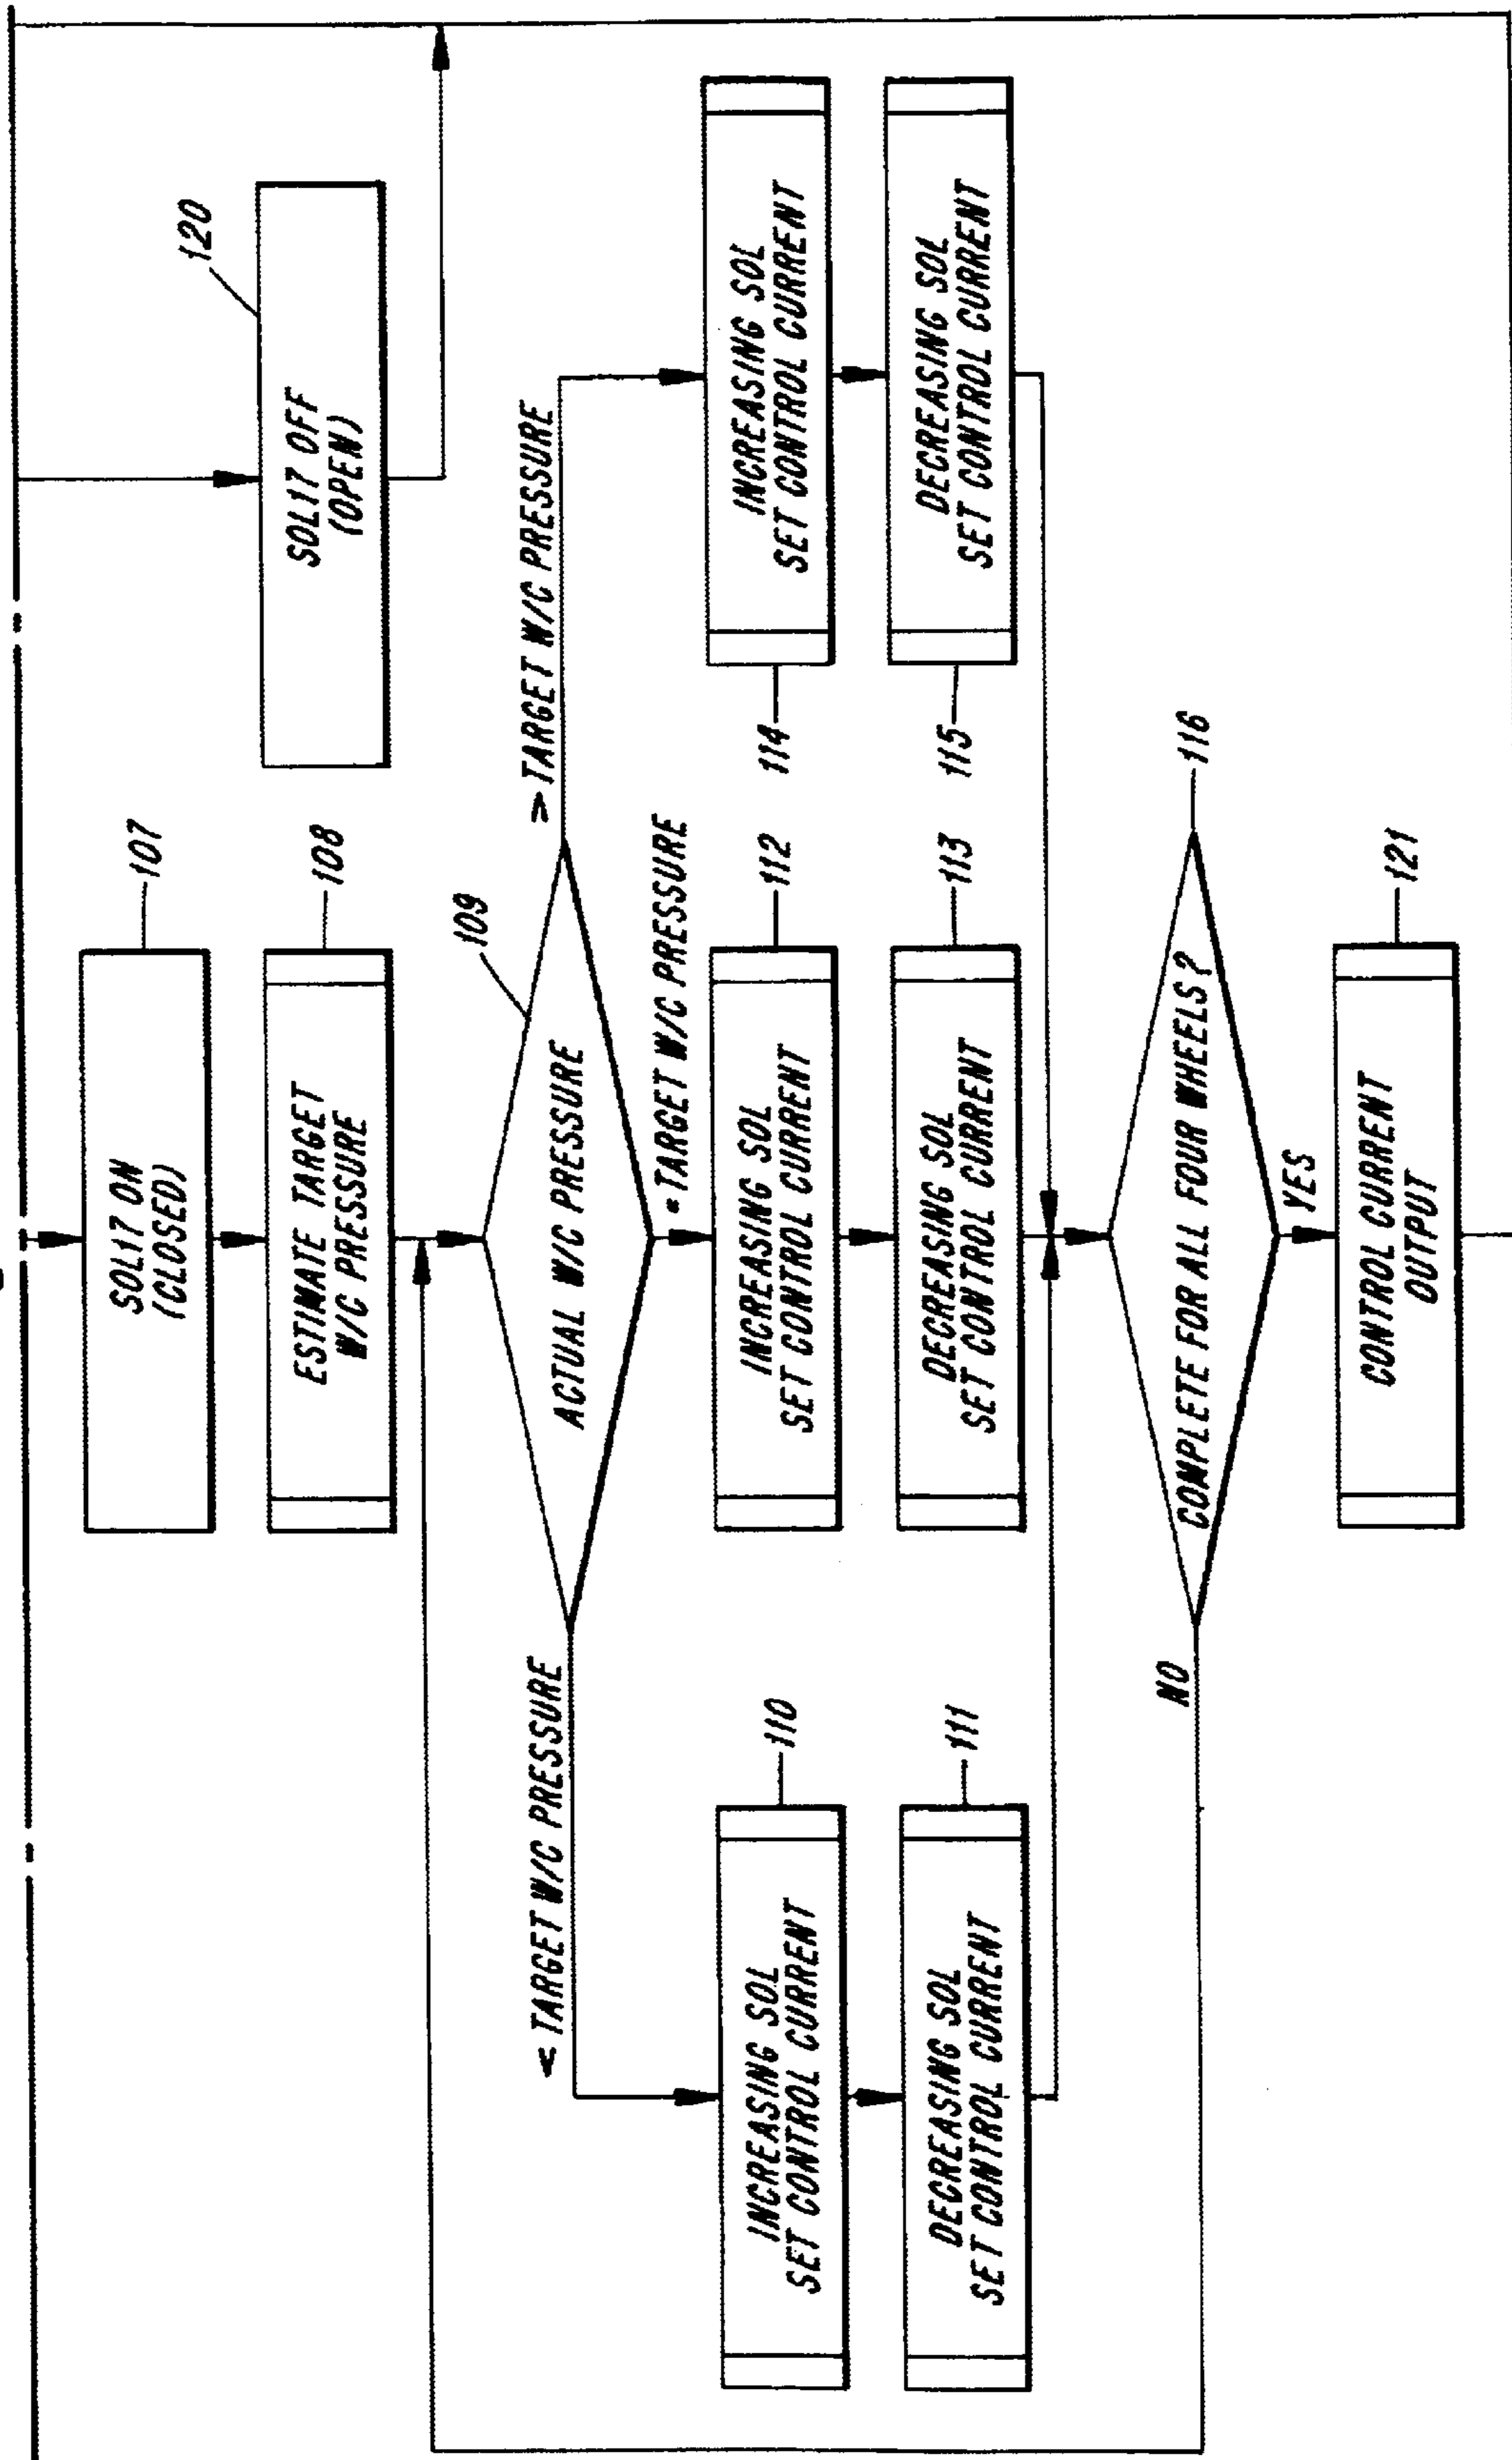 SOL17 ON
(CLOSED)
107
SOL17 OFF
(OPEN)
120
ESTIMATE TARGET
W/C PRESSURE
108
ACTUAL W/C PRESSURE
109
< TARGET W/C PRESSURE
= TARGET W/C PRESSURE
> TARGET W/C PRESSURE
INCREASING SOL
SET CONTROL CURRENT
110
INCREASING SOL
SET CONTROL CURRENT
112
INCREASING SOL
SET CONTROL CURRENT
114
DECREASING SOL
SET CONTROL CURRENT
111
DECREASING SOL
SET CONTROL CURRENT
113
DECREASING SOL
SET CONTROL CURRENT
115
COMPLETE FOR ALL FOUR WHEELS?
116
NO
YES
CONTROL CURRENT
OUTPUT
121